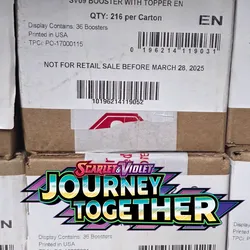 SV09 BOOSTER WITH TOPPER EN
QTY: 216 per Carton
EN
Display Contains: 36 Boosters
Printed in USA
TPC: PO-17000115
0 196214 119031
NOT FOR RETAIL SALE BEFORE MARCH 28, 2025
10196214119052
SCARLET & VIOLET
JOURNEY
TOGETHER
Display Contains: 36 Boosters
Printed in USA